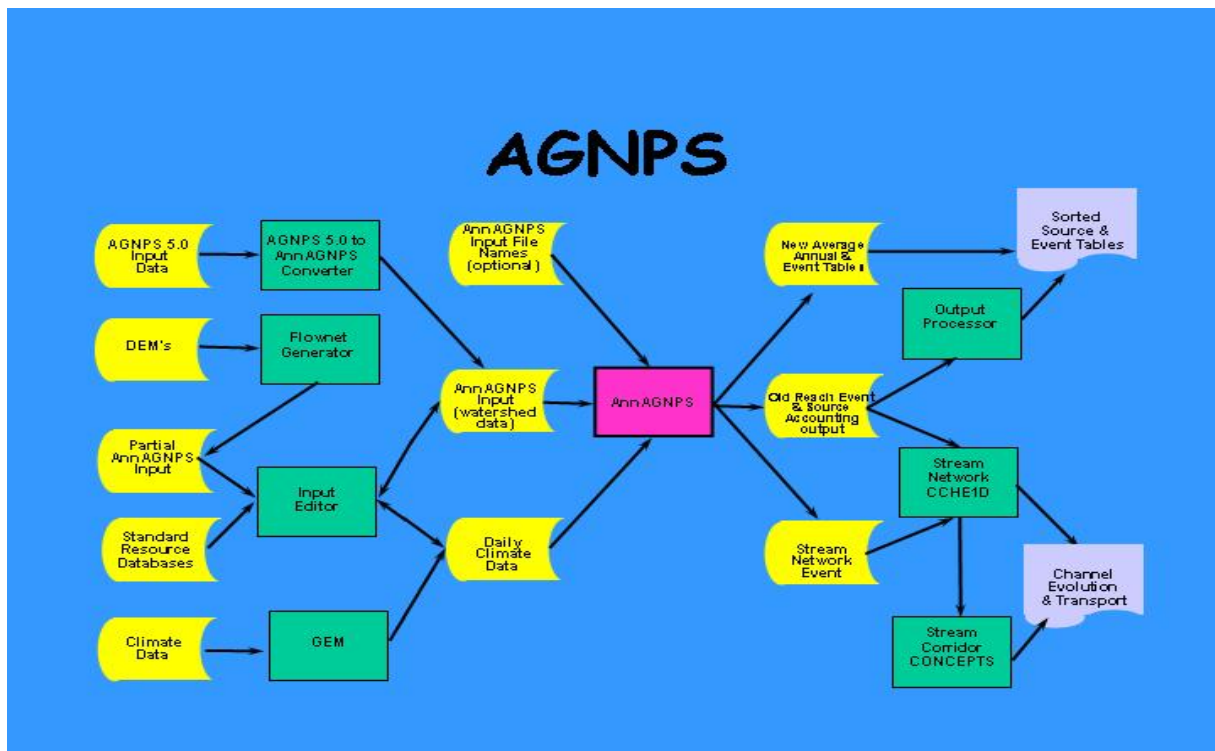 AGNPS
AGNPS 5.0
Input
Data
AGNPS 5.0 to
AnnAGNPS
Converter
AnnAGNPS
Input File
Names
(optional)
New Average
Annual &
Event Tables
Sorted
Source &
Event Tables
DEM's
Flownet
Generator
Output
Processor
AnnAGNPS
Input
(watershed
data)
AnnAGNPS
Old Reach Event
& Source
Accounting
output
Partial
AnnAGNPS
Input
Input
Editor
Stream
Network
CCHE1D
Standard
Resource
Databases
Daily
Climate
Data
Stream
Network
Event
Channel
Evolution
& Transport
Climate
Data
GEM
Stream
Corridor
CONCEPTS